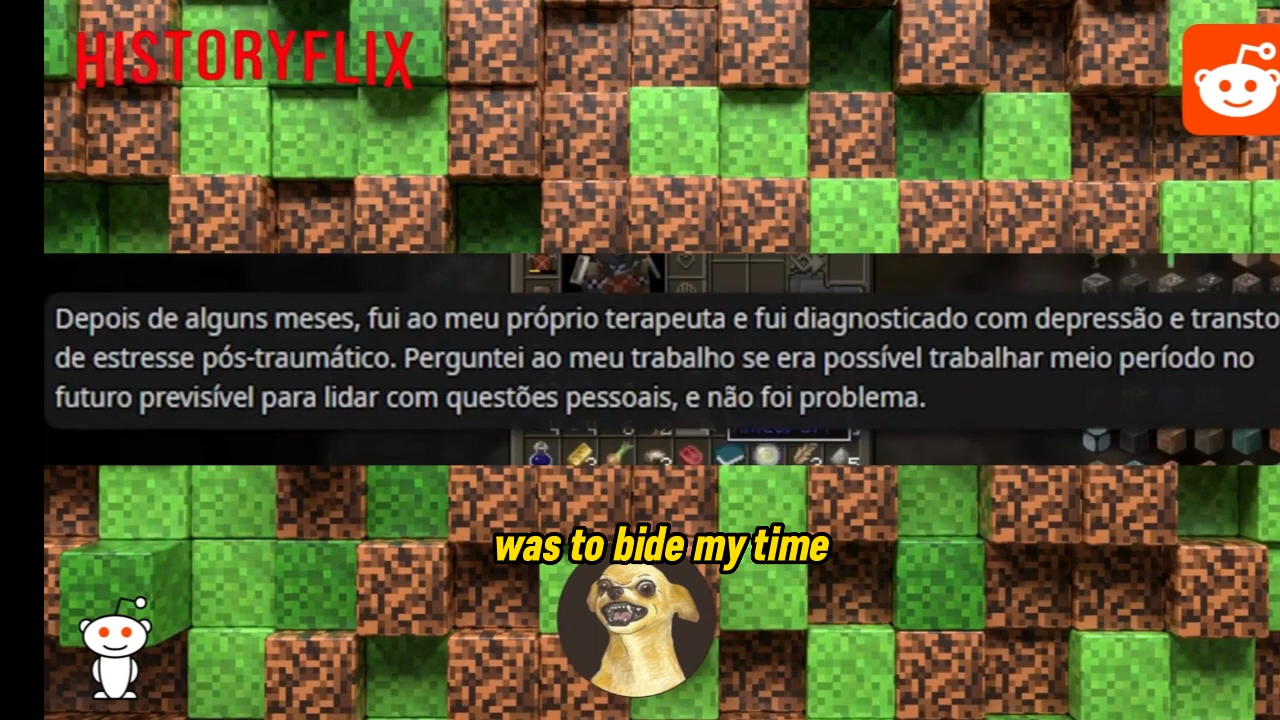 HISTORYFLIX
Depois de alguns meses, fui ao meu próprio terapeuta e fui diagnosticado com depressão e transto
de estresse pós-traumático. Perguntei ao meu trabalho se era possível trabalhar meio período no
futuro previsível para lidar com questões pessoais, e não foi problema.
was to bide my time